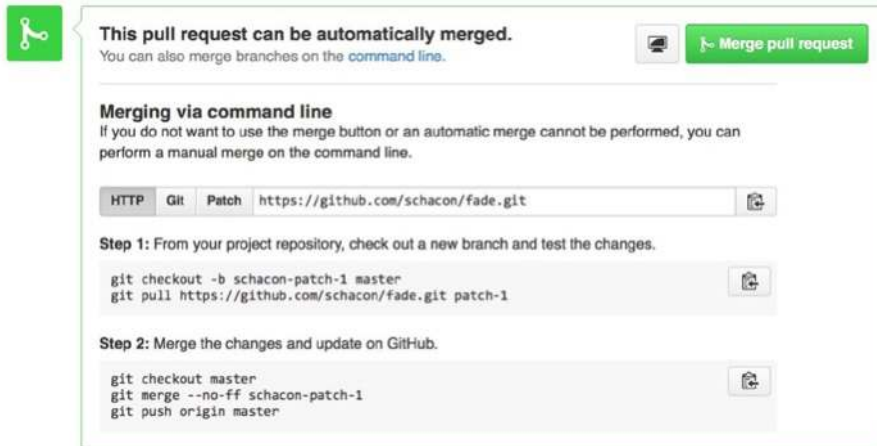 This pull request can be automatically merged.
You can also merge branches on the command line.
Merge pull request
Merging via command line
If you do not want to use the merge button or an automatic merge cannot be performed, you can
perform a manual merge on the command line.
HTTP Git Patch https://github.com/schacon/fade.git
Step 1: From your project repository, check out a new branch and test the changes.
git checkout -b schacon-patch-1 master
git pull https://github.com/schacon/fade.git patch-1
Step 2: Merge the changes and update on GitHub.
git checkout master
git merge --no-ff schacon-patch-1
git push origin master